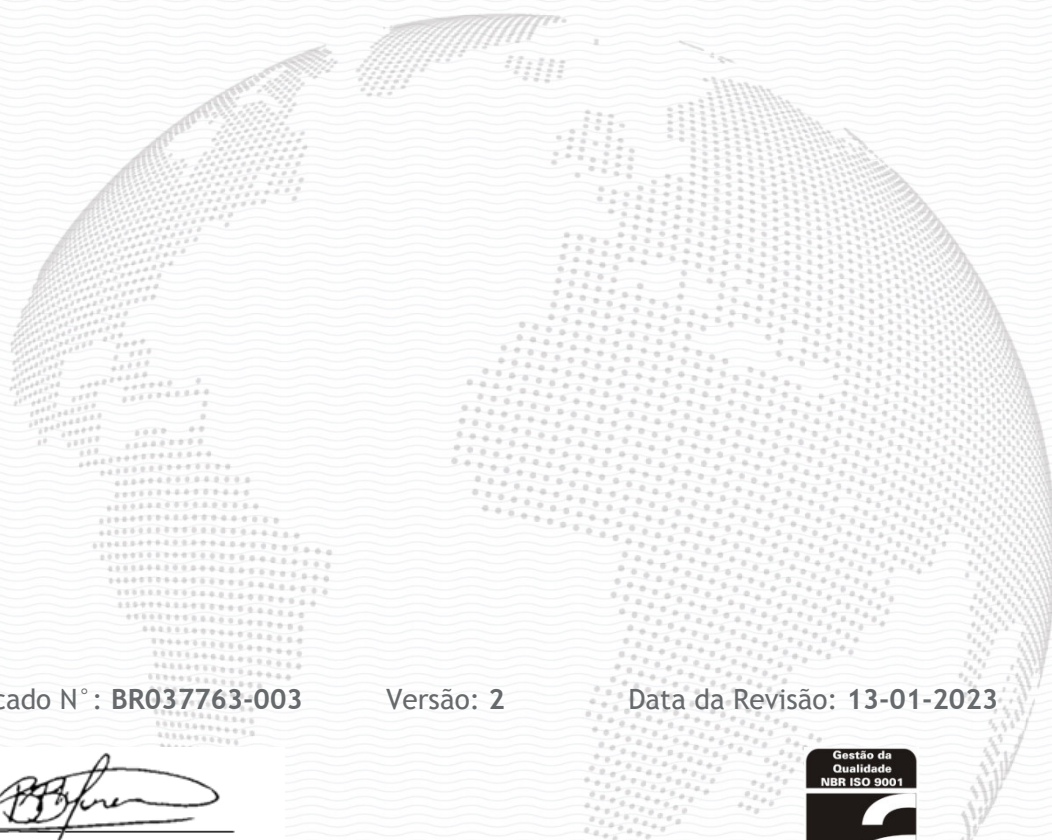 cado N°: BR037763-003 Versão: 2 Data da Revisão: 13-01-2023
Gestão da
Qualidade
NBR ISO 9001